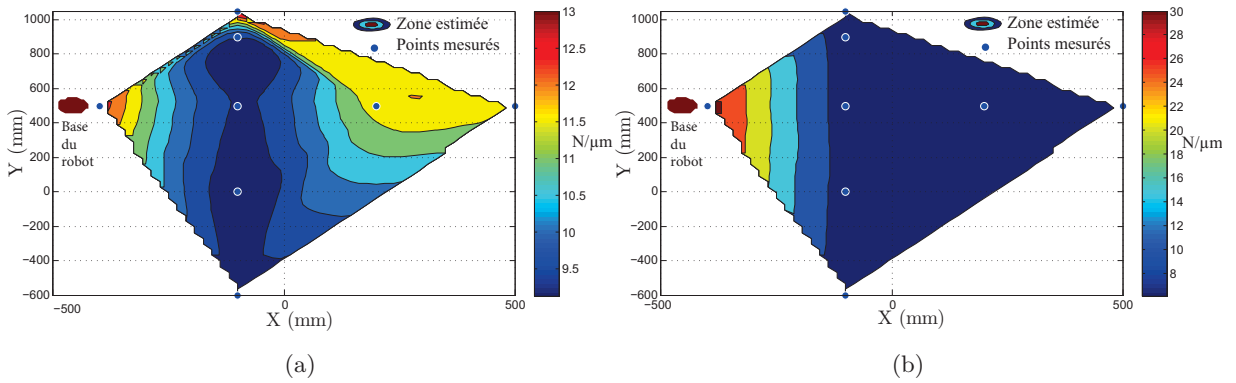 Zone estimée
Points mesurés
Base
du
robot
Y (mm)
1000
800
600
400
200
0
−200
−400
−600
−500
0
500
X (mm)
N/µm
13
12.5
12
11.5
11
10.5
10
9.5
(a)
Zone estimée
Points mesurés
Base
du
robot
Y (mm)
1000
800
600
400
200
0
−200
−400
−600
−500
0
500
X (mm)
N/µm
30
28
26
24
22
20
18
16
14
12
10
8
(b)